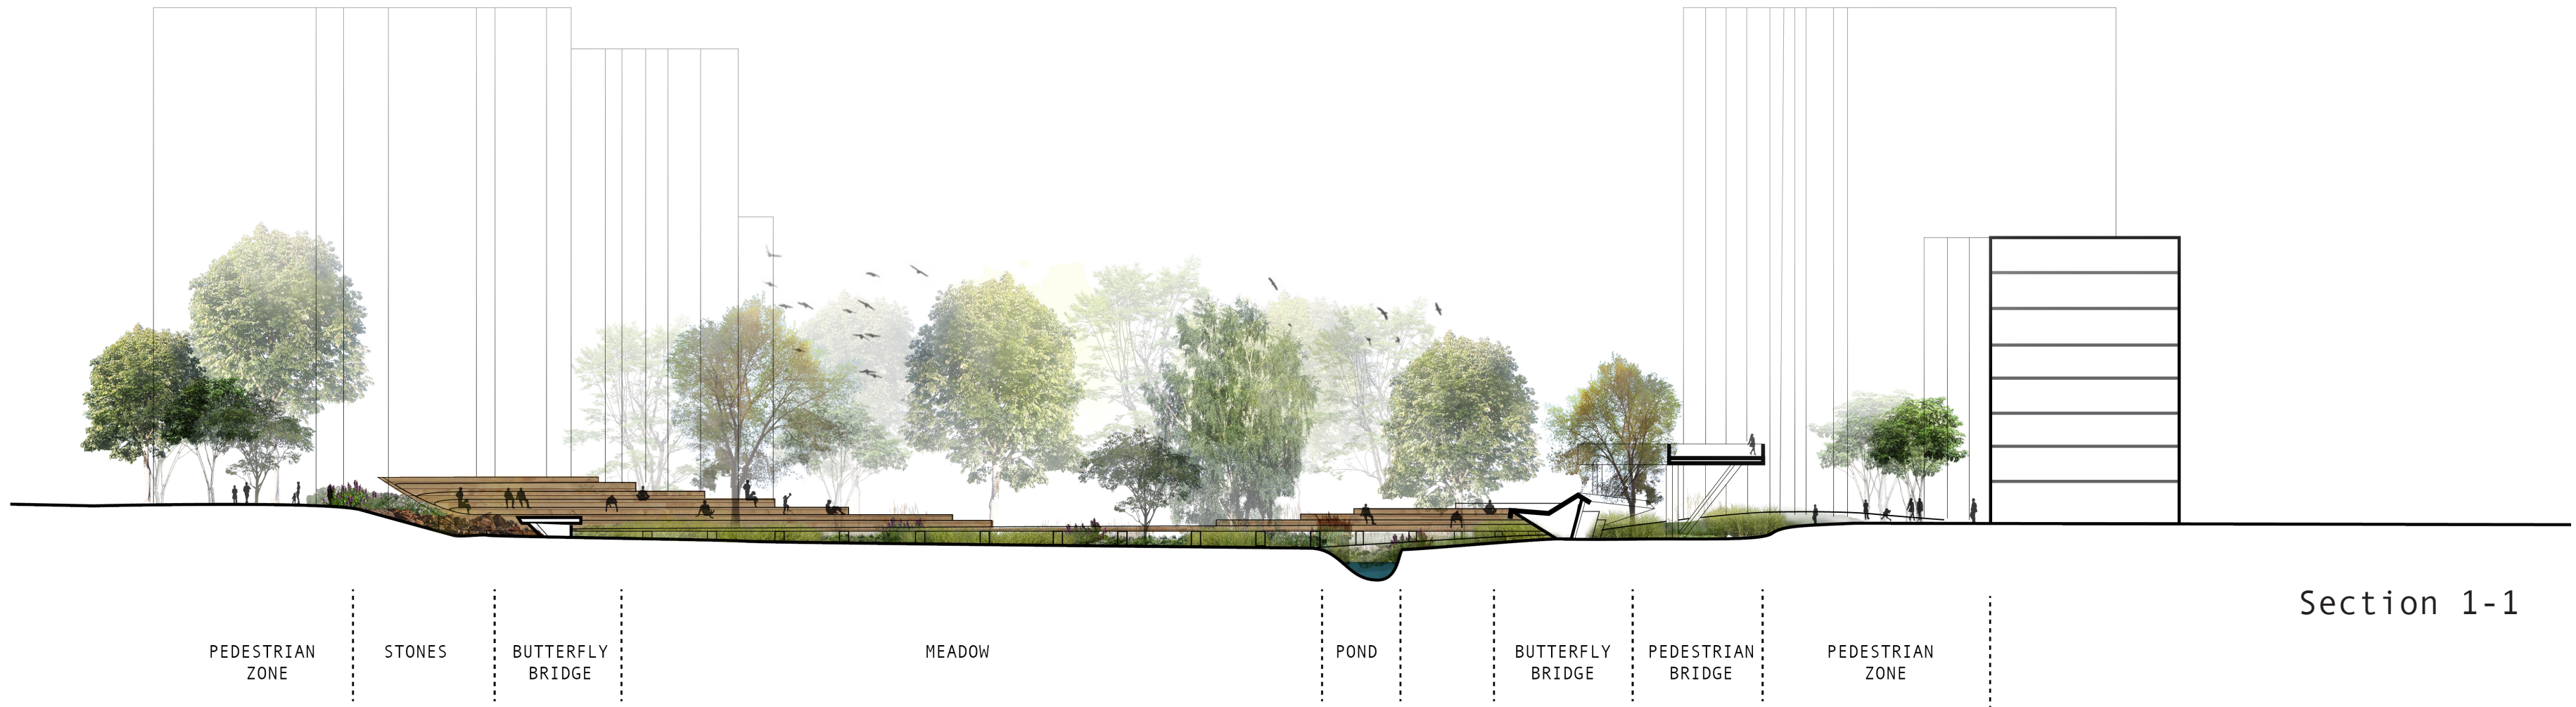 Section 1-1
PEDESTRIAN
ZONE
STONES
BUTTERFLY
BRIDGE
MEADOW
POND
BUTTERFLY
BRIDGE
PEDESTRIAN
BRIDGE
PEDESTRIAN
ZONE